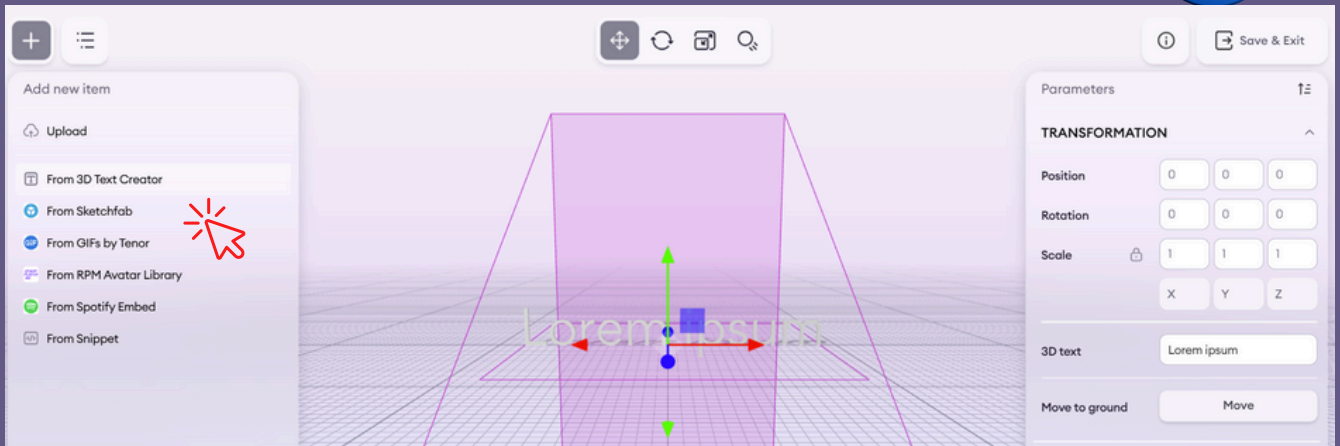 Save & Exit
Add new item
Upload
From 3D Text Creator
From Sketchfab
GIF
From GIFs by Tenor
From RPM Avatar Library
From Spotify Embed
From Snippet
Lorem ipsum
Parameters
TRANSFORMATION
Position 0 0 0
Rotation 0 0 0
Scale 1 1 1
X Y Z
3D text Lorem ipsum
Move to ground Move